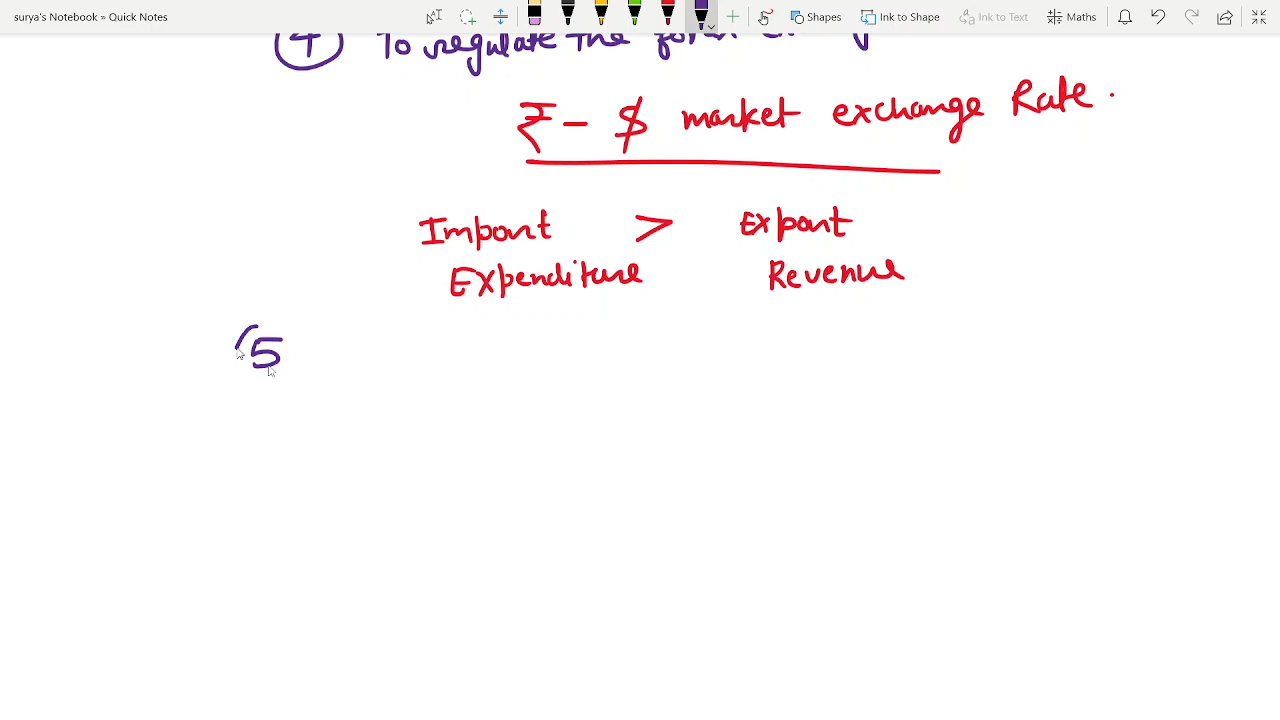 surya's Notebook » Quick Notes
Shapes Ink to Shape Ink to Text Maths
4 To regulate the
₹ - $ market exchange Rate.
Import > Export
Expenditure Revenue
5